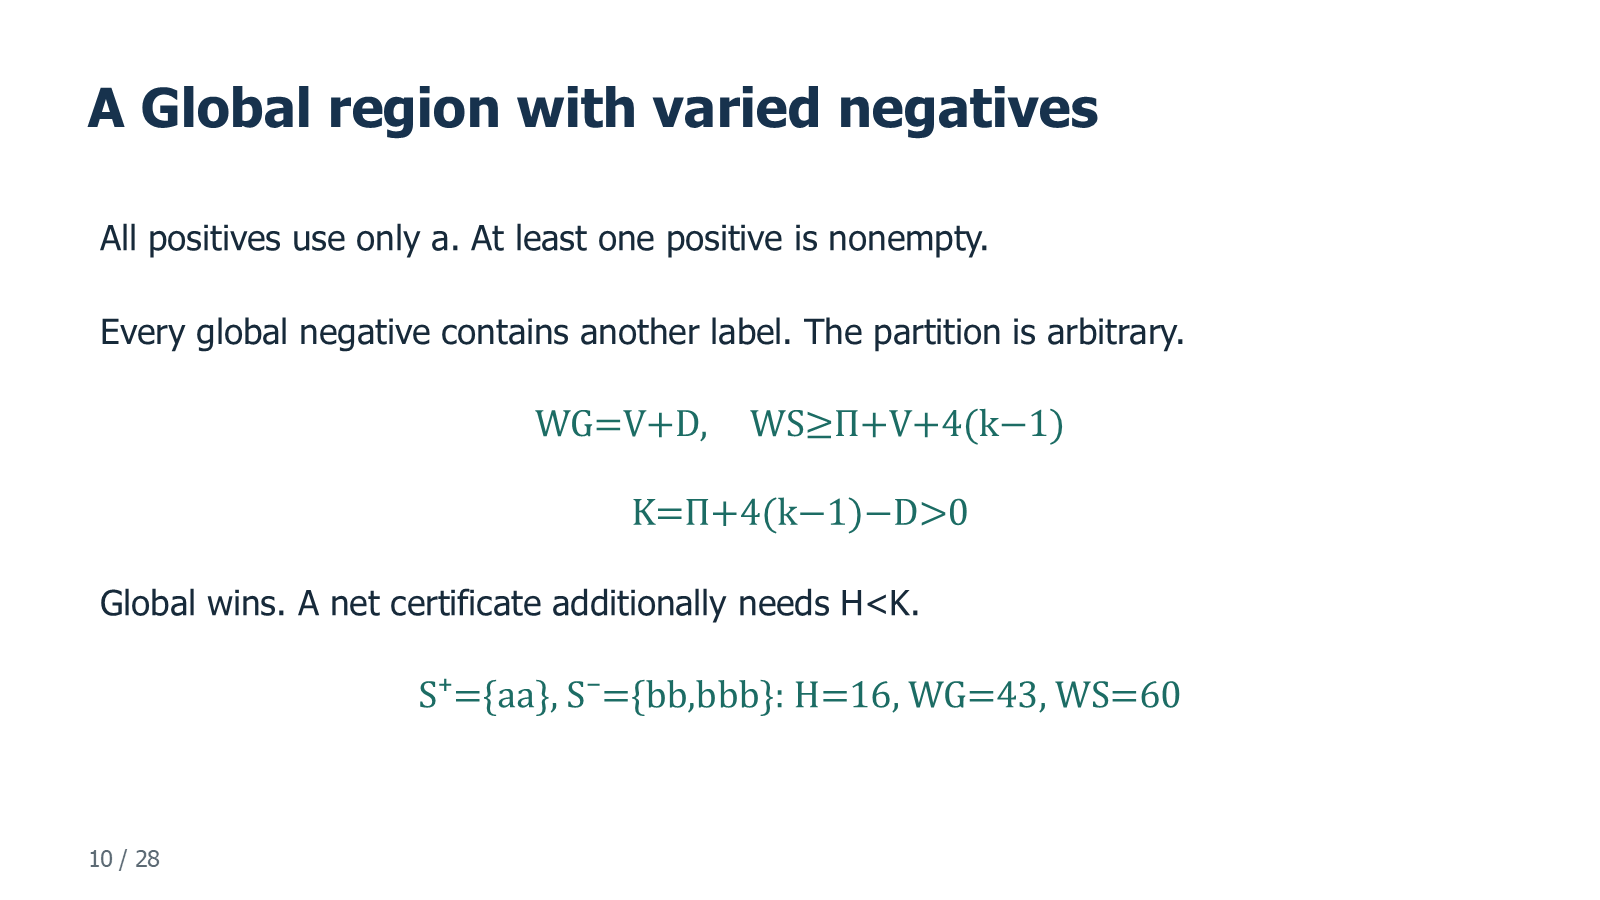 A Global region with varied negatives
All positives use only a. At least one positive is nonempty.
Every global negative contains another label. The partition is arbitrary.
WG=V+D, WS≥Π+V+4(k−1)
K=Π+4(k−1)−D>0
Global wins. A net certificate additionally needs H<K.
S⁺={aa}, S⁻={bb,bbb}: H=16, WG=43, WS=60
10 / 28